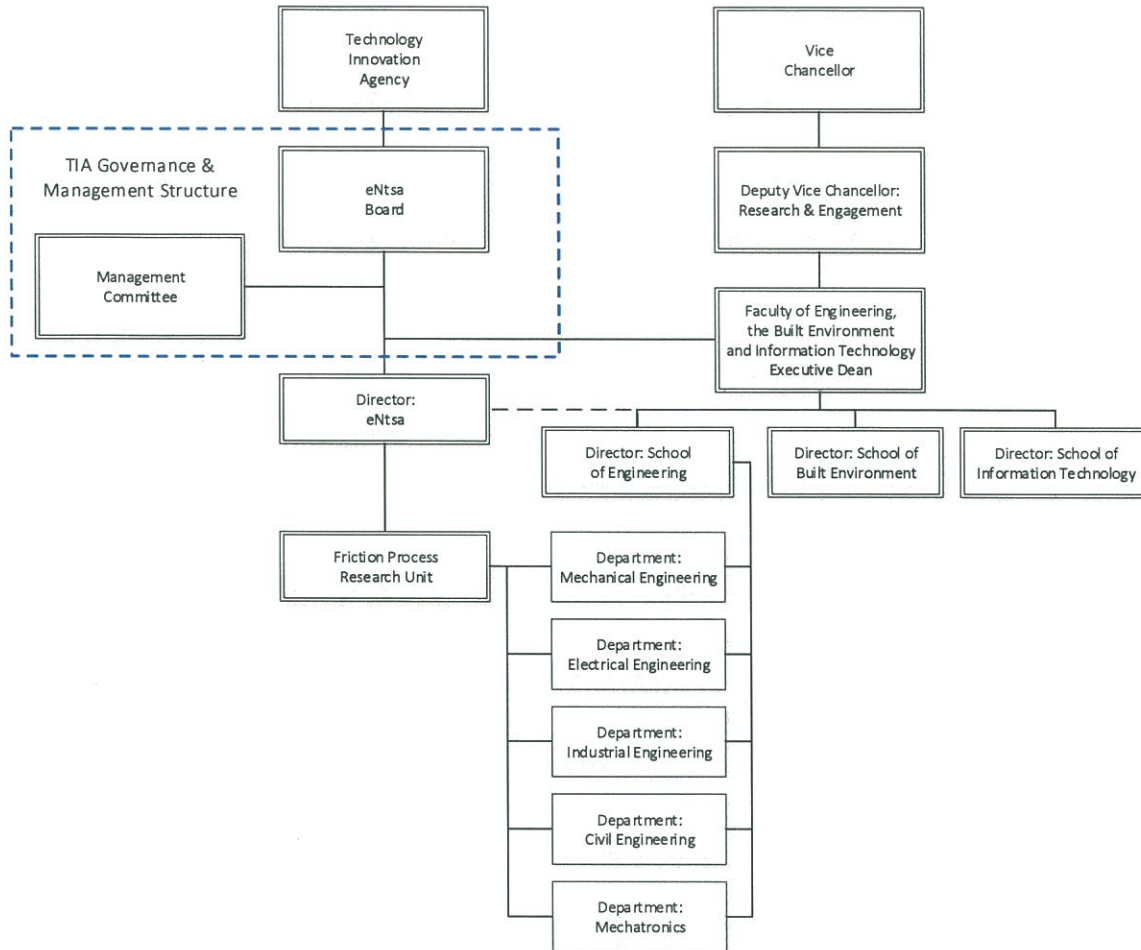 Technology
Innovation
Agency
Vice
Chancellor
TIA Governance &
Management Structure
eNtsa
Board
Deputy Vice Chancellor:
Research & Engagement
Management
Committee
Faculty of Engineering,
the Built Environment
and Information Technology
Executive Dean
Director:
eNtsa
Director: School
of Engineering
Director: School of
Built Environment
Director: School of
Information Technology
Friction Process
Research Unit
Department:
Mechanical Engineering
Department:
Electrical Engineering
Department:
Industrial Engineering
Department:
Civil Engineering
Department:
Mechatronics